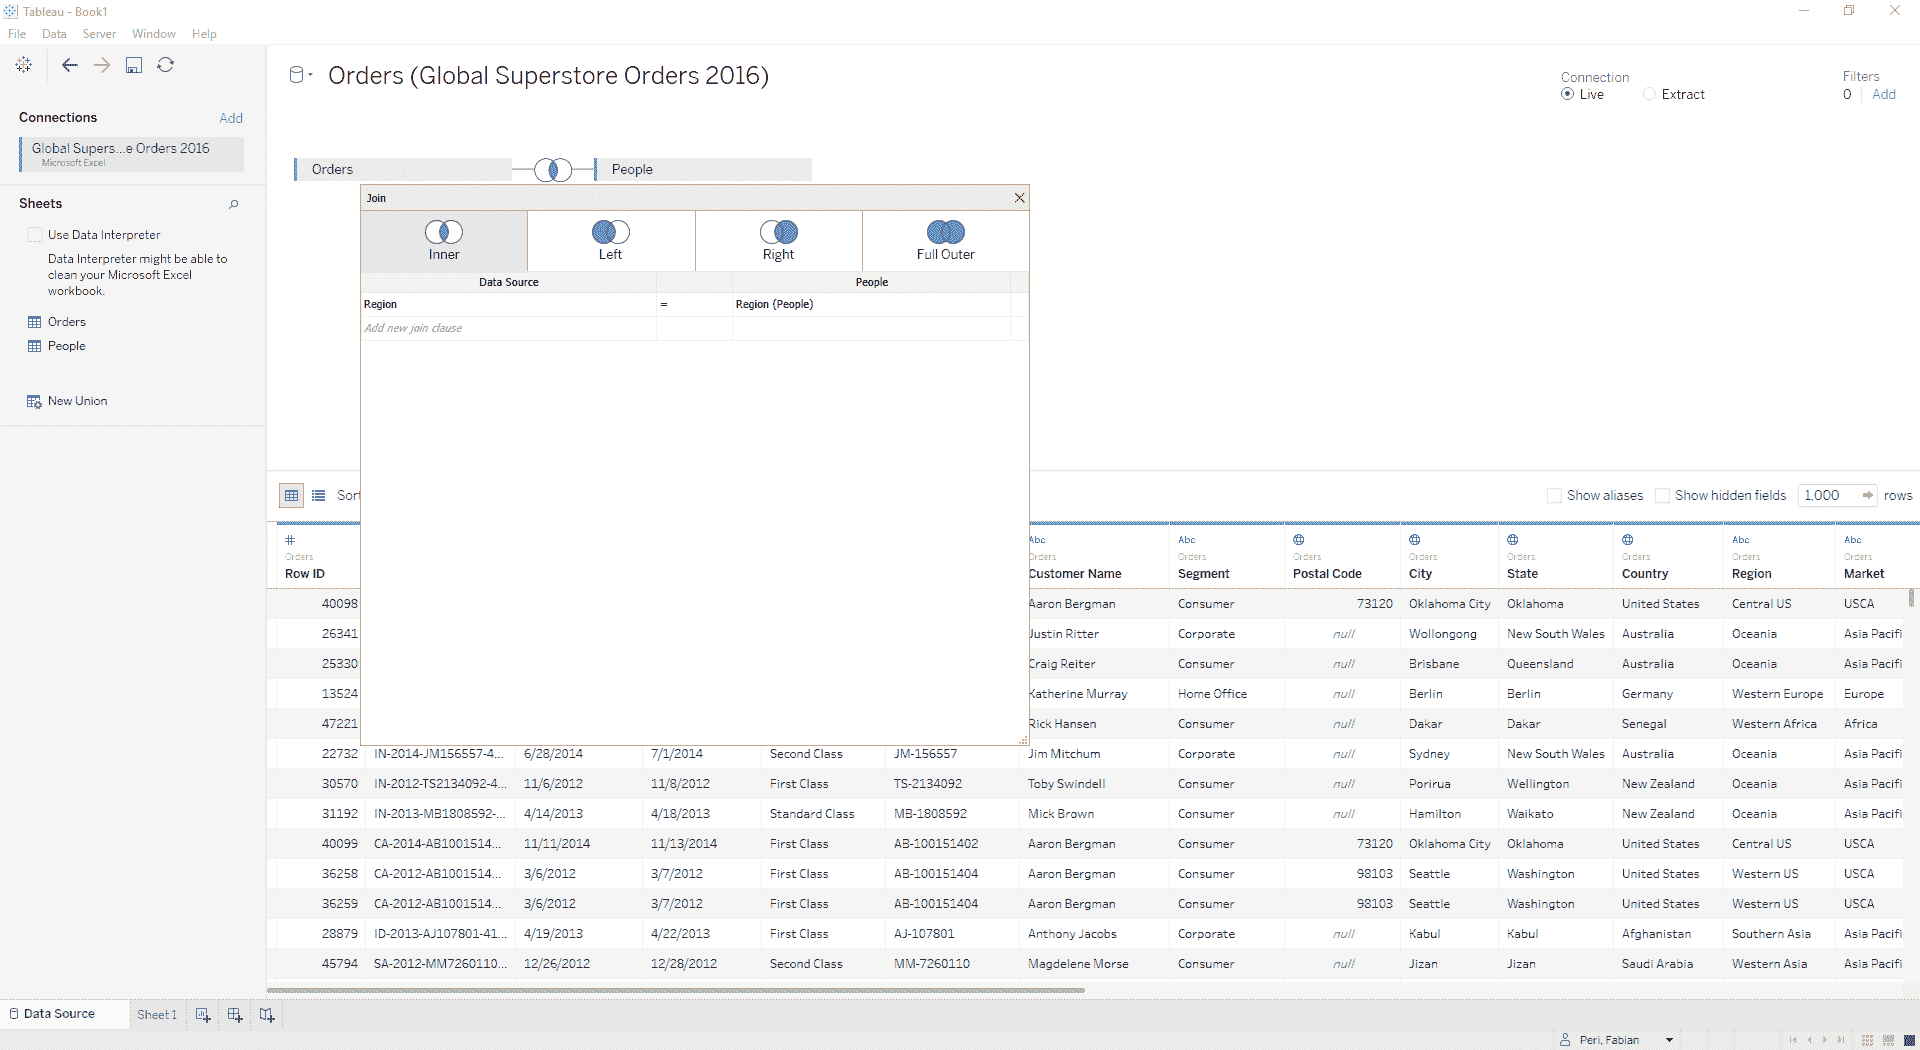 Tableau - Book1
File Data Server Window Help
Connections Add
Global Supers...e Orders 2016
Microsoft Excel
Sheets
Use Data Interpreter
Data Interpreter might be able to
clean your Microsoft Excel
workbook.
Orders
People
New Union
Orders (Global Superstore Orders 2016)
Connection
Live Extract
Filters
0 Add
Orders People
Join
Inner Left Right Full Outer
Data Source People
Region = Region (People)
Add new join clause
Sort Show aliases Show hidden fields 1,000 rows
# Abc Abc Abc Abc
Orders Orders Orders Orders Orders Orders Orders Orders Orders
Row ID Customer Name Segment Postal Code City State Country Region Market
40098 Aaron Bergman Consumer 73120 Oklahoma City Oklahoma United States Central US USCA
26341 Justin Ritter Corporate null Wollongong New South Wales Australia Oceania Asia Pacifi
25330 Craig Reiter Consumer null Brisbane Queensland Australia Oceania Asia Pacifi
13524 Katherine Murray Home Office null Berlin Berlin Germany Western Europe Europe
47221 Rick Hansen Consumer null Dakar Dakar Senegal Western Africa Africa
22732 IN-2014-JM156557-4... 6/28/2014 7/1/2014 Second Class JM-156557 Jim Mitchum Corporate null Sydney New South Wales Australia Oceania Asia Pacifi
30570 IN-2012-TS2134092-4... 11/6/2012 11/8/2012 First Class TS-2134092 Toby Swindell Consumer null Porirua Wellington New Zealand Oceania Asia Pacifi
31192 IN-2013-MB1808592-... 4/14/2013 4/18/2013 Standard Class MB-1808592 Mick Brown Consumer null Hamilton Waikato New Zealand Oceania Asia Pacifi
40099 CA-2014-AB1001514... 11/11/2014 11/13/2014 First Class AB-100151402 Aaron Bergman Consumer 73120 Oklahoma City Oklahoma United States Central US USCA
36258 CA-2012-AB1001514... 3/6/2012 3/7/2012 First Class AB-100151404 Aaron Bergman Consumer 98103 Seattle Washington United States Western US USCA
36259 CA-2012-AB1001514... 3/6/2012 3/7/2012 First Class AB-100151404 Aaron Bergman Consumer 98103 Seattle Washington United States Western US USCA
28879 ID-2013-AJ107801-41... 4/19/2013 4/22/2013 First Class AJ-107801 Anthony Jacobs Corporate null Kabul Kabul Afghanistan Southern Asia Asia Pacifi
45794 SA-2012-MM7260110... 12/26/2012 12/28/2012 Second Class MM-7260110 Magdelene Morse Consumer null Jizan Jizan Saudi Arabia Western Asia Asia Pacifi
Data Source Sheet 1
Peri, Fabian